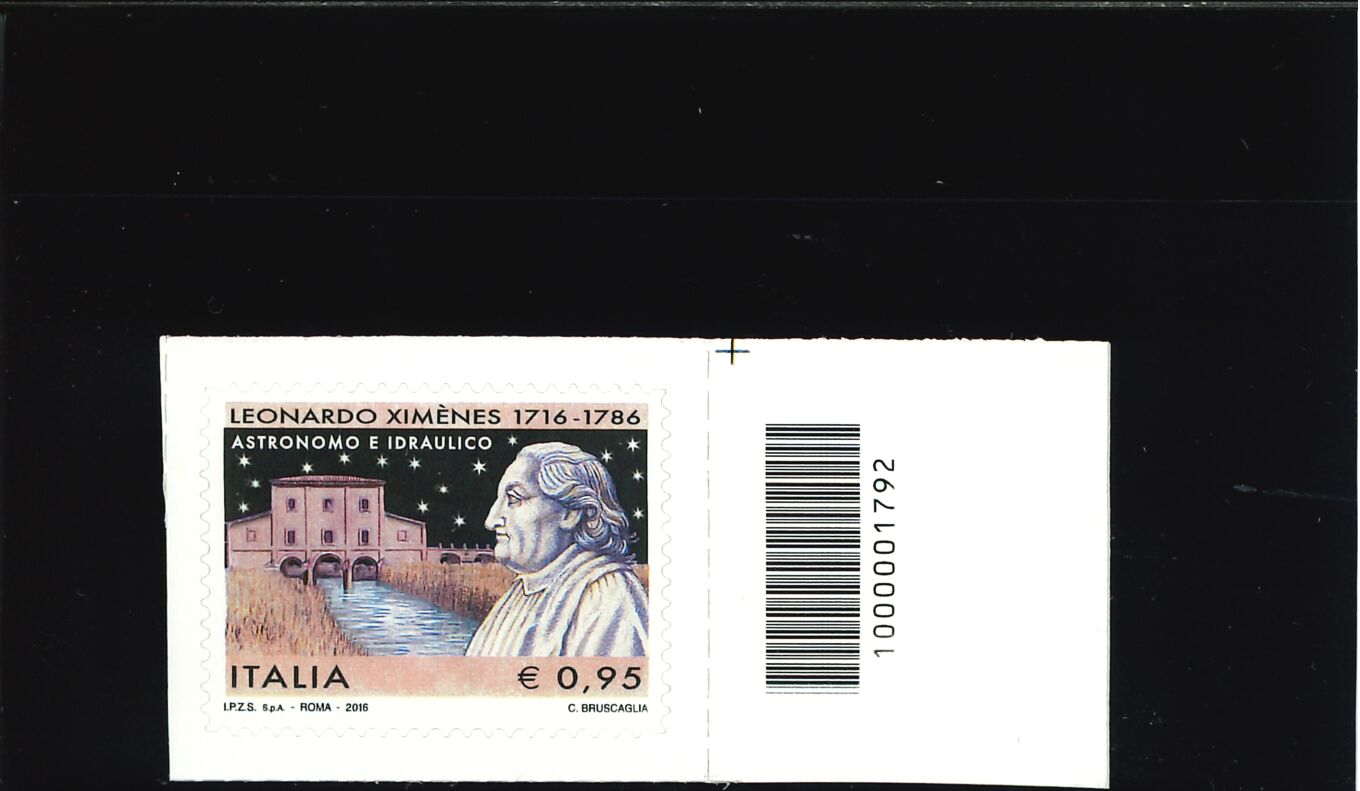 LEONARDO XIMÈNES 1716-1786
ASTRONOMO E IDRAULICO
ITALIA € 0,95
I.P.Z.S. S.p.A. - ROMA - 2016 C. BRUSCAGLIA
1000001792